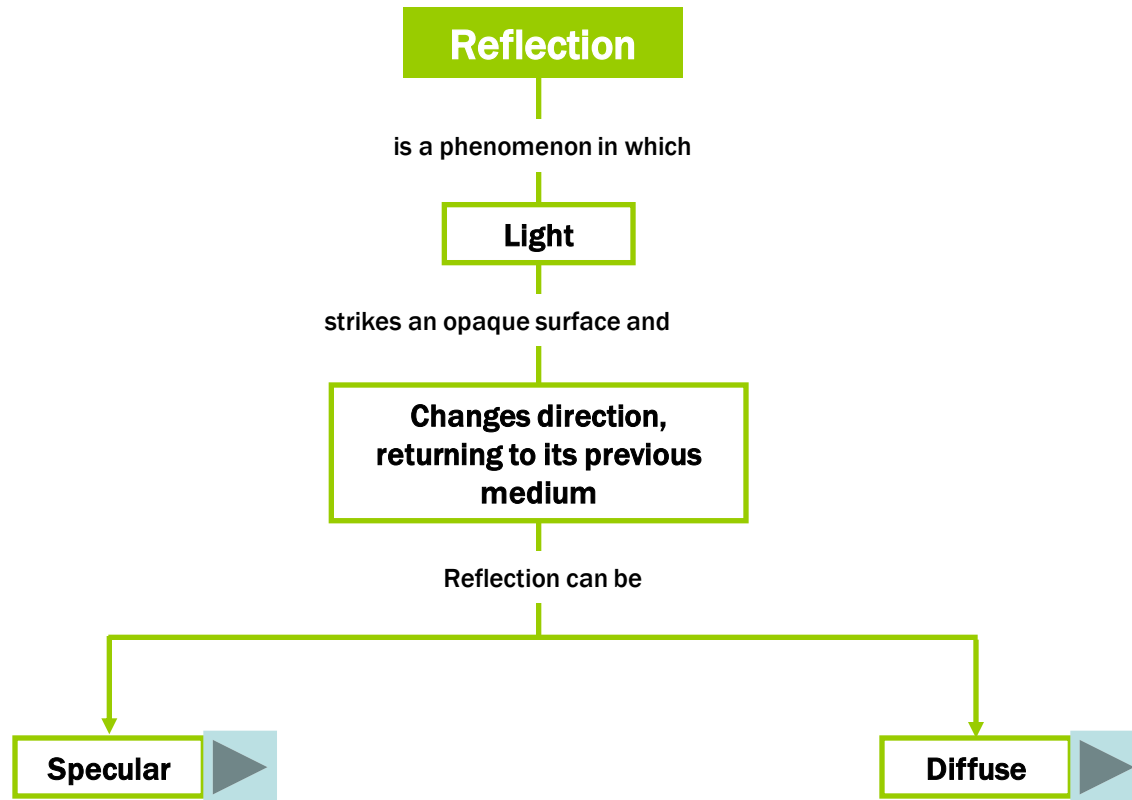 Reflection
is a phenomenon in which
Light
strikes an opaque surface and
Changes direction,
returning to its previous
medium
Reflection can be
Specular
Diffuse